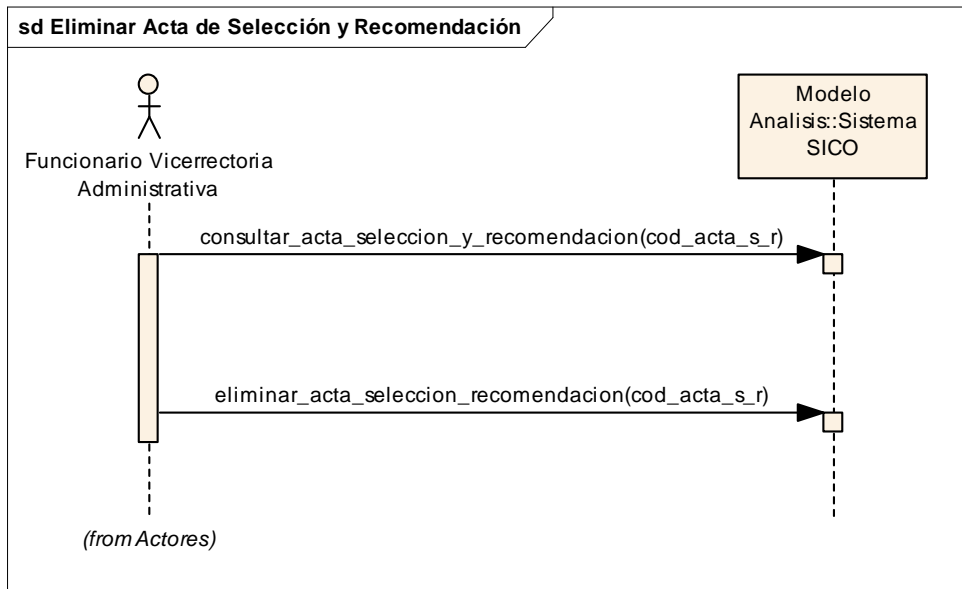 sd Eliminar Acta de Selección y Recomendación
Funcionario Vicerrectoria
Administrativa
Modelo
Analisis::Sistema
SICO
consultar_acta_seleccion_y_recomendacion(cod_acta_s_r)
eliminar_acta_seleccion_recomendacion(cod_acta_s_r)
(from Actores)